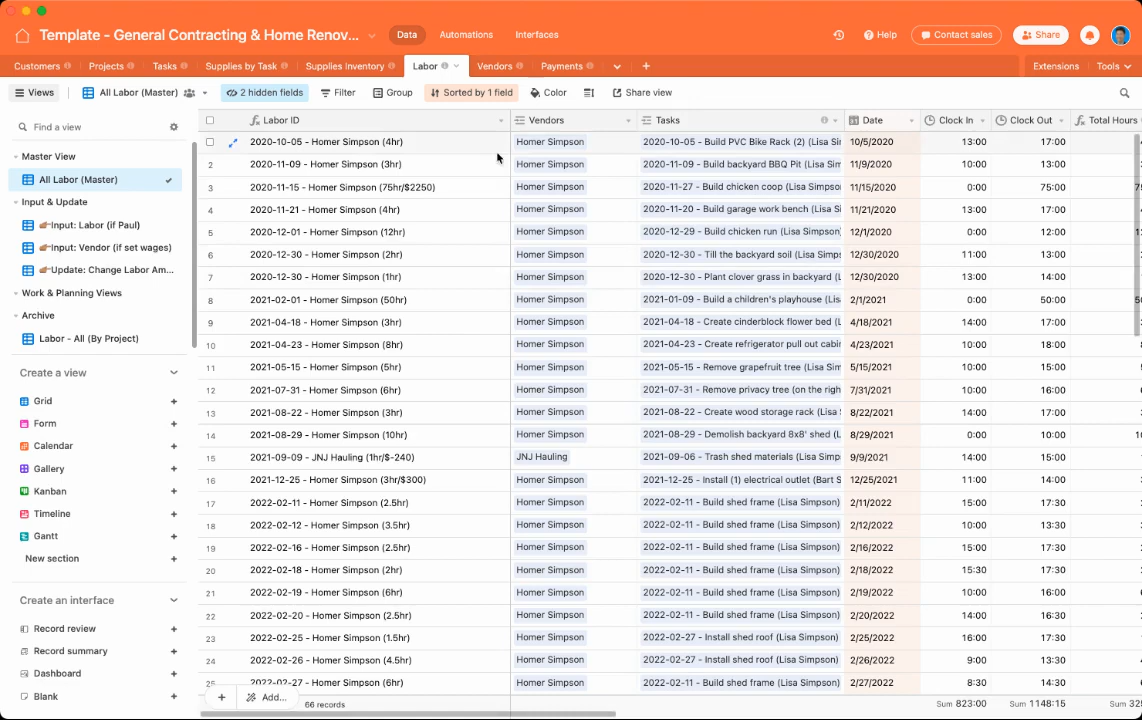 Template - General Contracting & Home Renov... Data Automations Interfaces Help Contact sales Share
Customers Projects Tasks Supplies by Task Supplies Inventory Labor Vendors Payments + Extensions Tools
Views All Labor (Master) 2 hidden fields Filter Group Sorted by 1 field Color Share view
Find a view
Master View
All Labor (Master)
Input & Update
Input: Labor (if Paul)
Input: Vendor (if set wages)
Update: Change Labor Am...
Work & Planning Views
Archive
Labor - All (By Project)
Create a view
Grid +
Form +
Calendar +
Gallery +
Kanban +
Timeline +
Gantt +
New section +
Create an interface
Record review +
Record summary +
Dashboard +
Blank +
Labor ID Vendors Tasks Date Clock In Clock Out Total Hours
2020-10-05 - Homer Simpson (4hr) Homer Simpson 2020-10-05 - Build PVC Bike Rack (2) (Lisa Sir 10/5/2020 13:00 17:00
2 2020-11-09 - Homer Simpson (3hr) Homer Simpson 2020-11-09 - Build backyard BBQ Pit (Lisa Sim 11/9/2020 10:00 13:00
3 2020-11-15 - Homer Simpson (75hr/$2250) Homer Simpson 2020-11-27 - Build chicken coop (Lisa Simpso 11/15/2020 0:00 75:00
4 2020-11-21 - Homer Simpson (4hr) Homer Simpson 2020-11-20 - Build garage work bench (Lisa Si 11/21/2020 13:00 17:00
5 2020-12-01 - Homer Simpson (12hr) Homer Simpson 2020-12-29 - Build chicken run (Lisa Simpson 12/1/2020 0:00 12:00
6 2020-12-30 - Homer Simpson (2hr) Homer Simpson 2020-12-30 - Till the backyard soil (Lisa Simps 12/30/2020 11:00 13:00
7 2020-12-30 - Homer Simpson (1hr) Homer Simpson 2020-12-30 - Plant clover grass in backyard (L 12/30/2020 13:00 14:00
8 2021-02-01 - Homer Simpson (50hr) Homer Simpson 2021-01-09 - Build a children's playhouse (Lis 2/1/2021 0:00 50:00
9 2021-04-18 - Homer Simpson (3hr) Homer Simpson 2021-04-18 - Create cinderblock flower bed (L 4/18/2021 14:00 17:00
10 2021-04-23 - Homer Simpson (8hr) Homer Simpson 2021-04-23 - Create refrigerator pull out cabin 4/23/2021 10:00 18:00
11 2021-05-15 - Homer Simpson (5hr) Homer Simpson 2021-05-15 - Remove grapefruit tree (Lisa Sim 5/15/2021 10:00 15:00
12 2021-07-31 - Homer Simpson (6hr) Homer Simpson 2021-07-31 - Remove privacy tree (on the righ 7/31/2021 10:00 16:00
13 2021-08-22 - Homer Simpson (3hr) Homer Simpson 2021-08-22 - Create wood storage rack (Lisa 8/22/2021 14:00 17:00
14 2021-08-29 - Homer Simpson (10hr) Homer Simpson 2021-08-29 - Demolish backyard 8x8' shed (L 8/29/2021 0:00 10:00
15 2021-09-09 - JNJ Hauling (1hr/$-240) JNJ Hauling 2021-09-06 - Trash shed materials (Lisa Simp 9/9/2021 14:00 15:00
16 2021-12-25 - Homer Simpson (3hr/$300) Homer Simpson 2021-12-25 - Install (1) electrical outlet (Bart S 12/25/2021 11:00 14:00
17 2022-02-11 - Homer Simpson (2.5hr) Homer Simpson 2022-02-11 - Build shed frame (Lisa Simpson) 2/11/2022 15:00 17:30
18 2022-02-12 - Homer Simpson (3.5hr) Homer Simpson 2022-02-11 - Build shed frame (Lisa Simpson) 2/12/2022 10:00 13:30
19 2022-02-16 - Homer Simpson (2.5hr) Homer Simpson 2022-02-11 - Build shed frame (Lisa Simpson) 2/16/2022 15:00 17:30
20 2022-02-18 - Homer Simpson (2hr) Homer Simpson 2022-02-11 - Build shed frame (Lisa Simpson) 2/18/2022 15:30 17:30
21 2022-02-19 - Homer Simpson (6hr) Homer Simpson 2022-02-11 - Build shed frame (Lisa Simpson) 2/19/2022 10:00 16:00
22 2022-02-20 - Homer Simpson (2.5hr) Homer Simpson 2022-02-11 - Build shed frame (Lisa Simpson) 2/20/2022 14:00 16:30
23 2022-02-25 - Homer Simpson (1.5hr) Homer Simpson 2022-02-27 - Install shed roof (Lisa Simpson) 2/25/2022 16:00 17:30
24 2022-02-26 - Homer Simpson (4.5hr) Homer Simpson 2022-02-27 - Install shed roof (Lisa Simpson) 2/26/2022 9:00 13:30
25 2022-02-27 - Homer Simpson (6hr) Homer Simpson 2022-02-27 - Install shed roof (Lisa Simpson) 2/27/2022 8:30 14:30
+ Add... 66 records Sum 823:00 Sum 1148:15 Sum 325